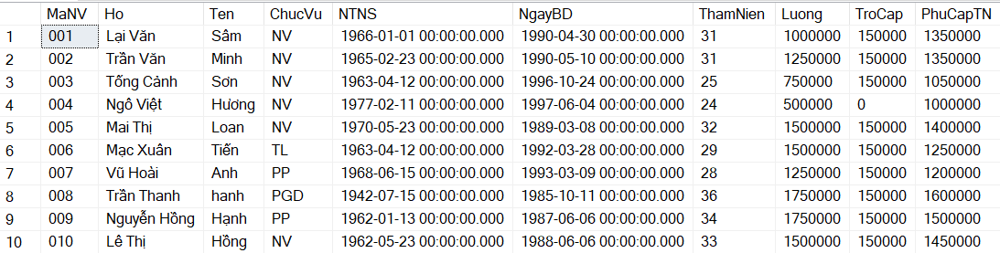 MaNV Ho Ten ChucVu NTNS NgayBD ThamNien Luong TroCap PhuCapTN
1 001 Lại Văn Sâm NV 1966-01-01 00:00:00.000 1990-04-30 00:00:00.000 31 1000000 150000 1350000
2 002 Trần Văn Minh NV 1965-02-23 00:00:00.000 1990-05-10 00:00:00.000 31 1250000 150000 1350000
3 003 Tống Cảnh Sơn NV 1963-04-12 00:00:00.000 1996-10-24 00:00:00.000 25 750000 150000 1050000
4 004 Ngô Việt Hương NV 1977-02-11 00:00:00.000 1997-06-04 00:00:00.000 24 500000 0 1000000
5 005 Mai Thị Loan NV 1970-05-23 00:00:00.000 1989-03-08 00:00:00.000 32 1500000 150000 1400000
6 006 Mạc Xuân Tiến TL 1963-04-12 00:00:00.000 1992-03-28 00:00:00.000 29 1500000 150000 1250000
7 007 Vũ Hoài Anh PP 1968-06-15 00:00:00.000 1993-03-09 00:00:00.000 28 1250000 150000 1200000
8 008 Trần Thanh hanh PGD 1942-07-15 00:00:00.000 1985-10-11 00:00:00.000 36 1750000 150000 1600000
9 009 Nguyễn Hồng Hạnh PP 1962-01-13 00:00:00.000 1987-06-06 00:00:00.000 34 1750000 150000 1500000
10 010 Lê Thị Hồng NV 1962-05-23 00:00:00.000 1988-06-06 00:00:00.000 33 1500000 150000 1450000